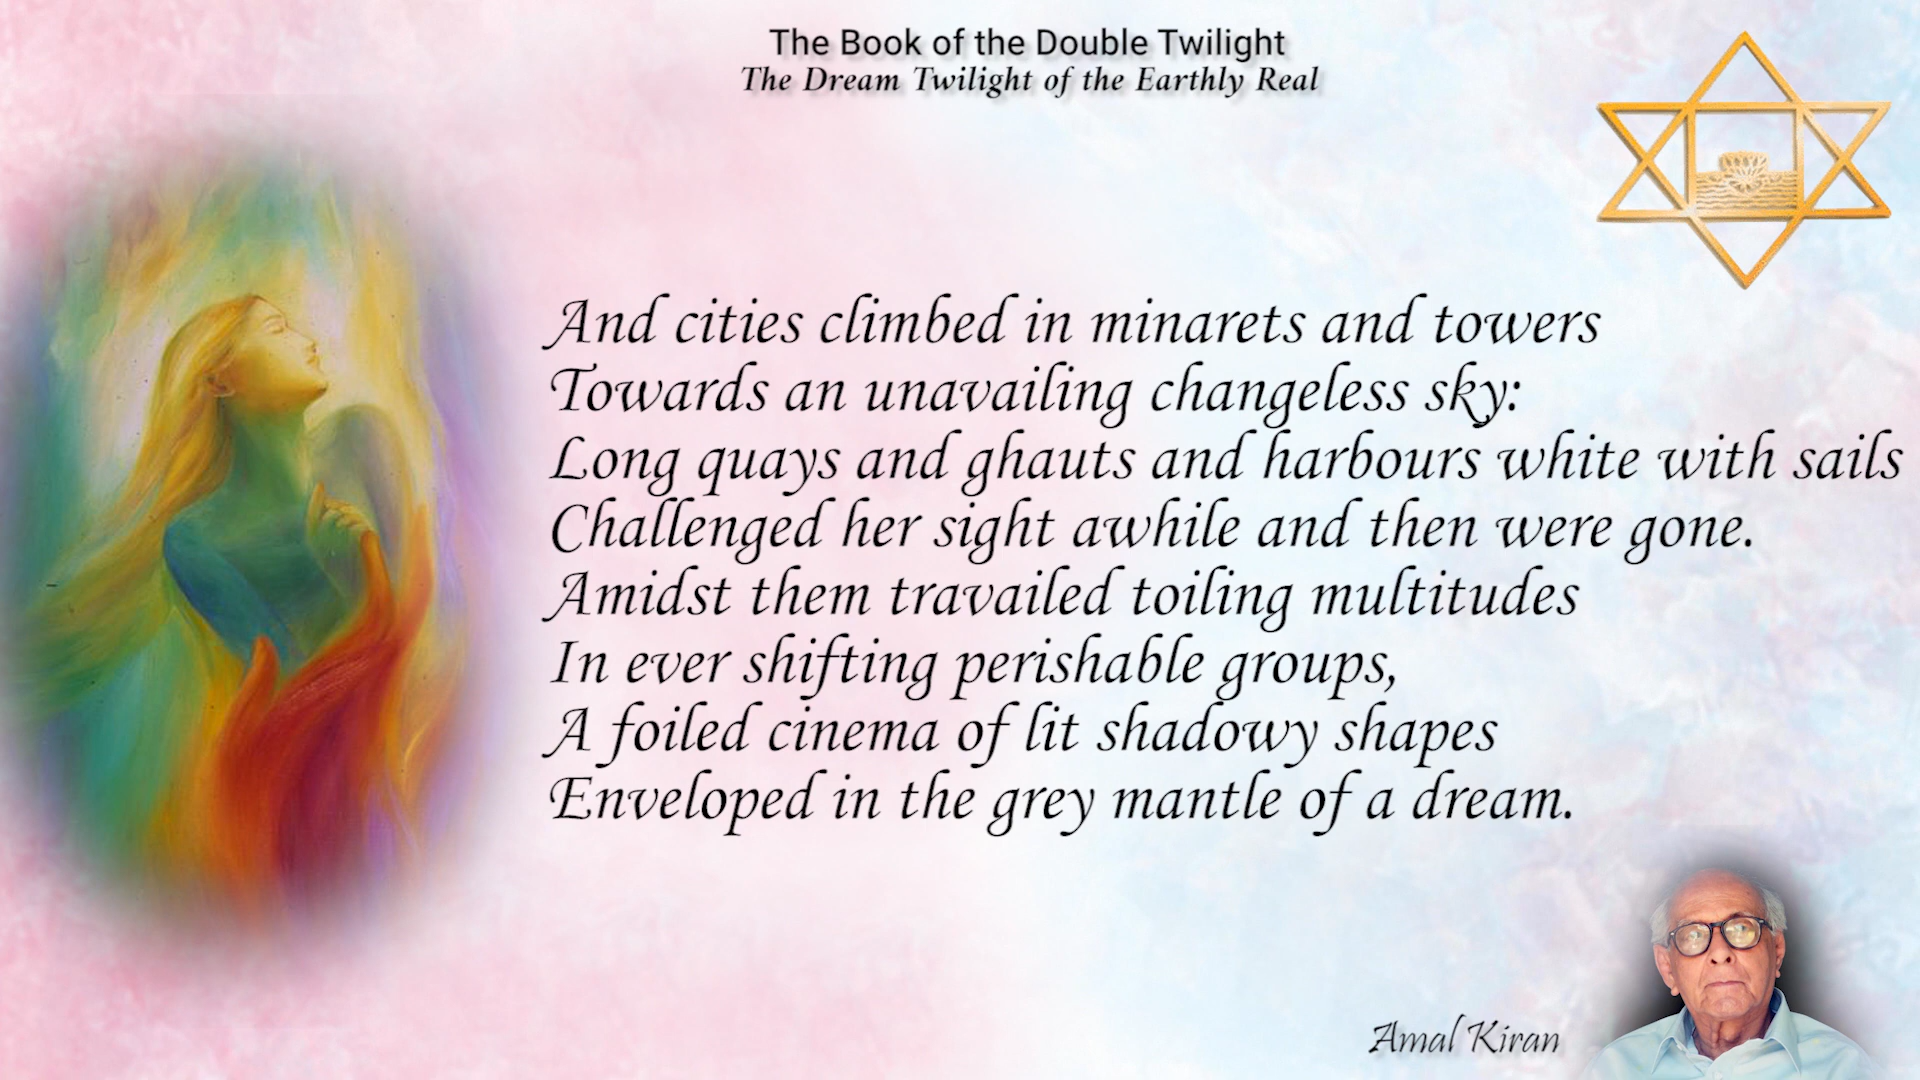 The Book of the Double Twilight
The Dream Twilight of the Earthly Real
And cities climbed in minarets and towers
Towards an unavailing changeless sky:
Long quays and ghauts and harbours white with sails
Challenged her sight awhile and then were gone.
Amidst them travailed toiling multitudes
In ever shifting perishable groups,
A foiled cinema of lit shadowy shapes
Enveloped in the grey mantle of a dream.
Amal Kiran